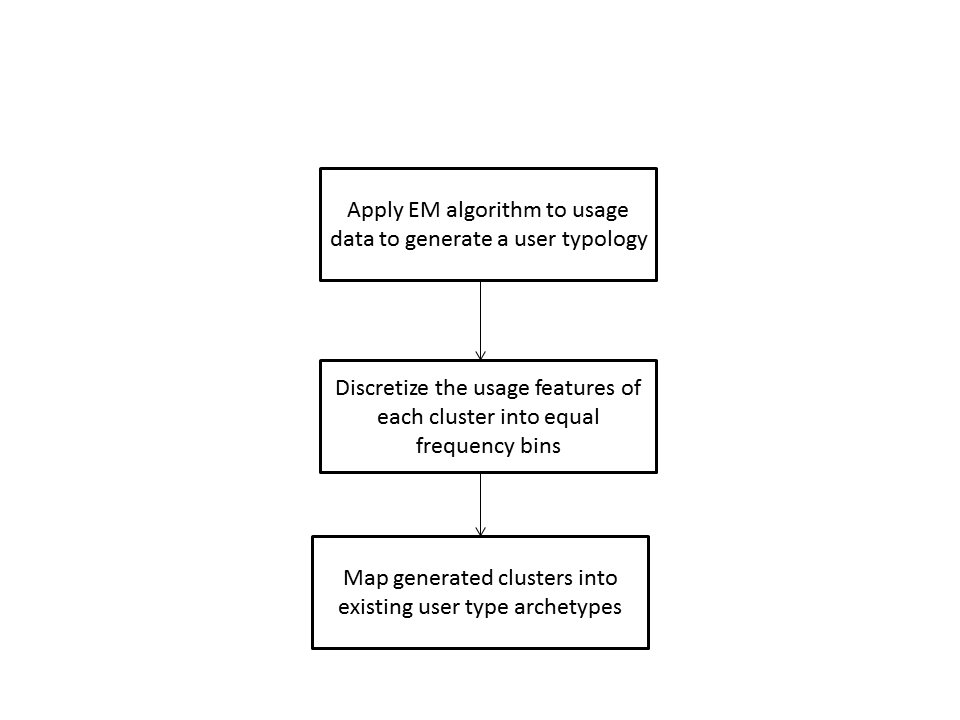 Apply EM algorithm to usage
data to generate a user typology
Discretize the usage features of
each cluster into equal
frequency bins
Map generated clusters into
existing user type archetypes